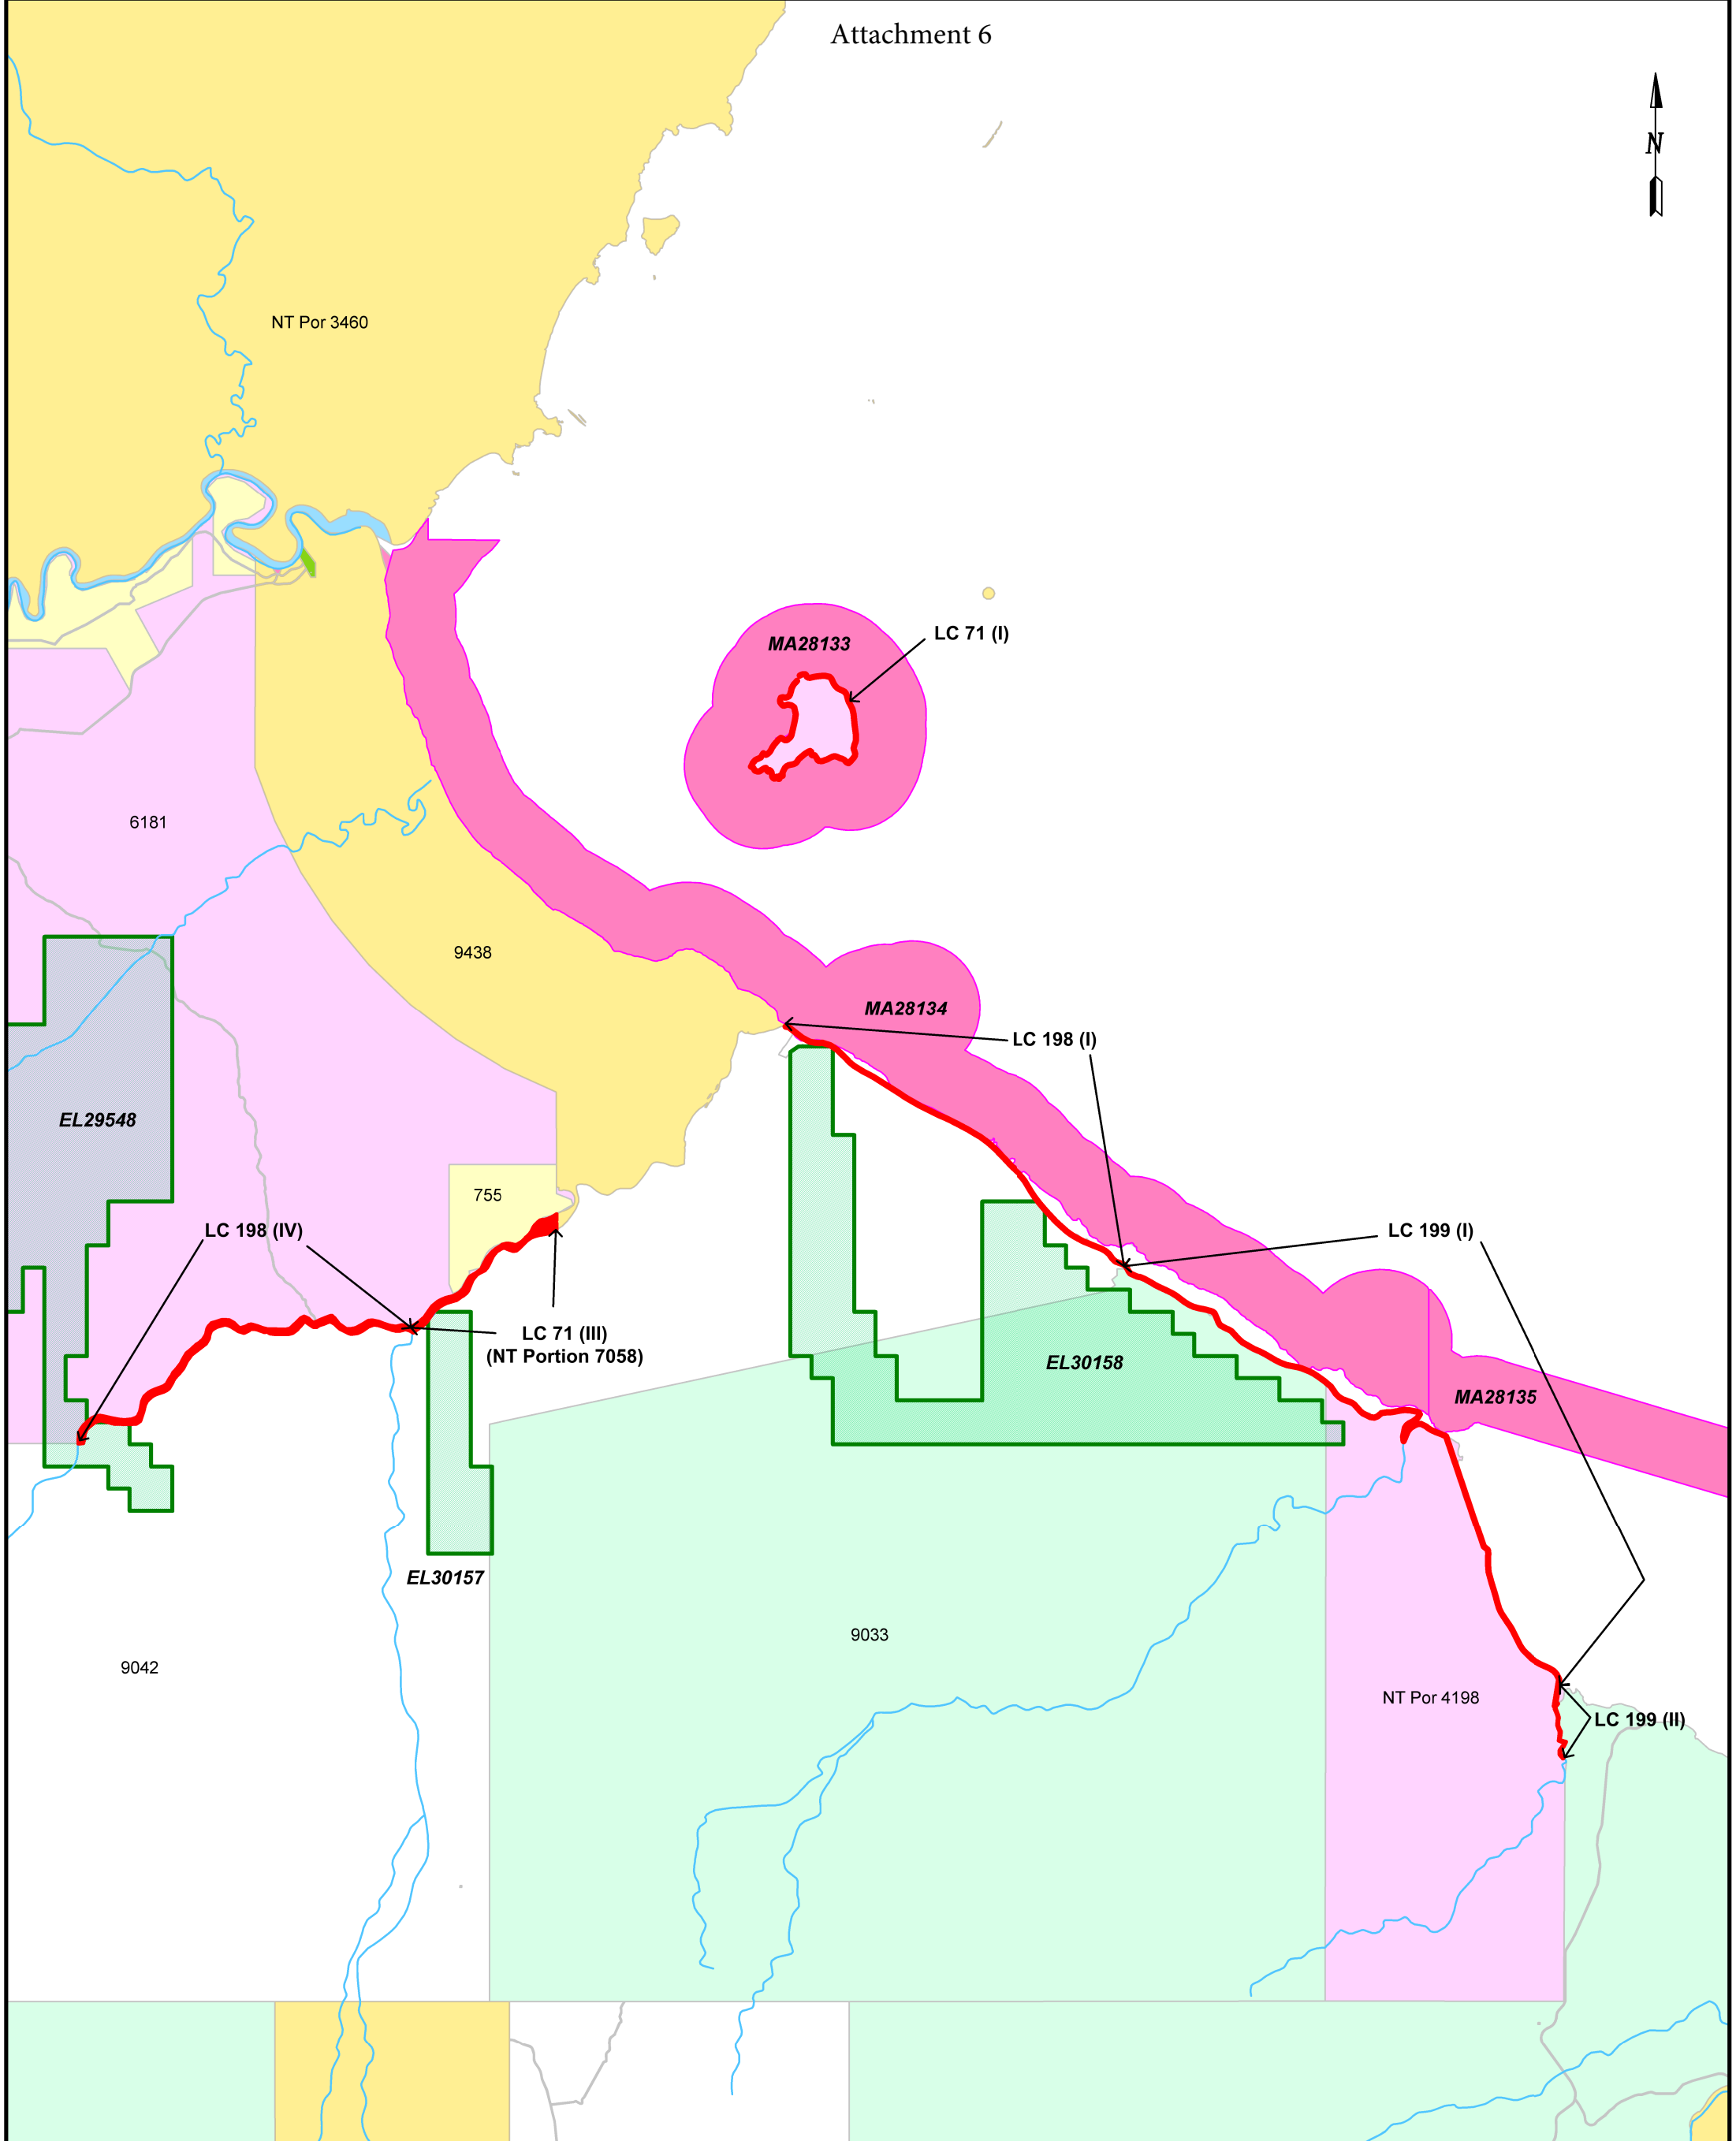 Attachment 6
N
NT Por 3460
MA28133
LC 71 (I)
6181
9438
MA28134
LC 198 (I)
EL29548
755
LC 198 (IV)
LC 199 (I)
LC 71 (III)
(NT Portion 7058)
EL30158
MA28135
EL30157
9033
9042
NT Por 4198
LC 199 (II)